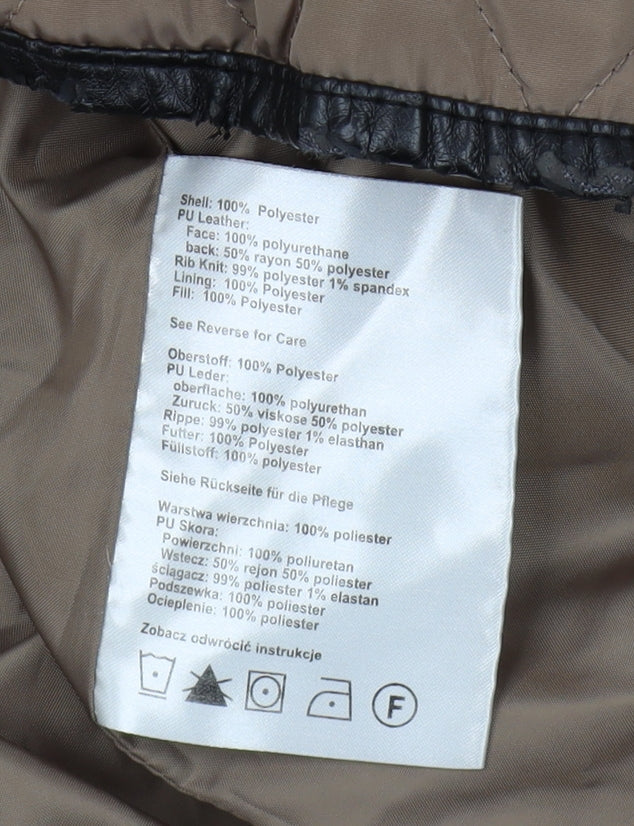 Shell: 100% Polyester
PU Leather:
Face: 100% polyurethane
back: 50% rayon 50% polyester
Rib Knit: 99% polyester 1% spandex
Lining: 100% Polyester
Fill: 100% Polyester
See Reverse for Care
Oberstoff: 100% Polyester
PU Leder:
oberflache: 100% polyurethan
Zuruck: 50% viskose 50% polyester
Rippe: 99% polyester 1% elasthan
Futter: 100% Polyester
Füllstoff: 100% polyester
Siehe Rückseite für die Pflege
Warstwa wierzchnia: 100% poliester
PU Skora:
Powierzchni: 100% poliuretan
Wstecz: 50% rejon 50% poliester
ściągacz: 99% poliester 1% elastan
Podszewka: 100% poliester
Ocieplenie: 100% poliester
Zobacz odwrócić instrukcje
F